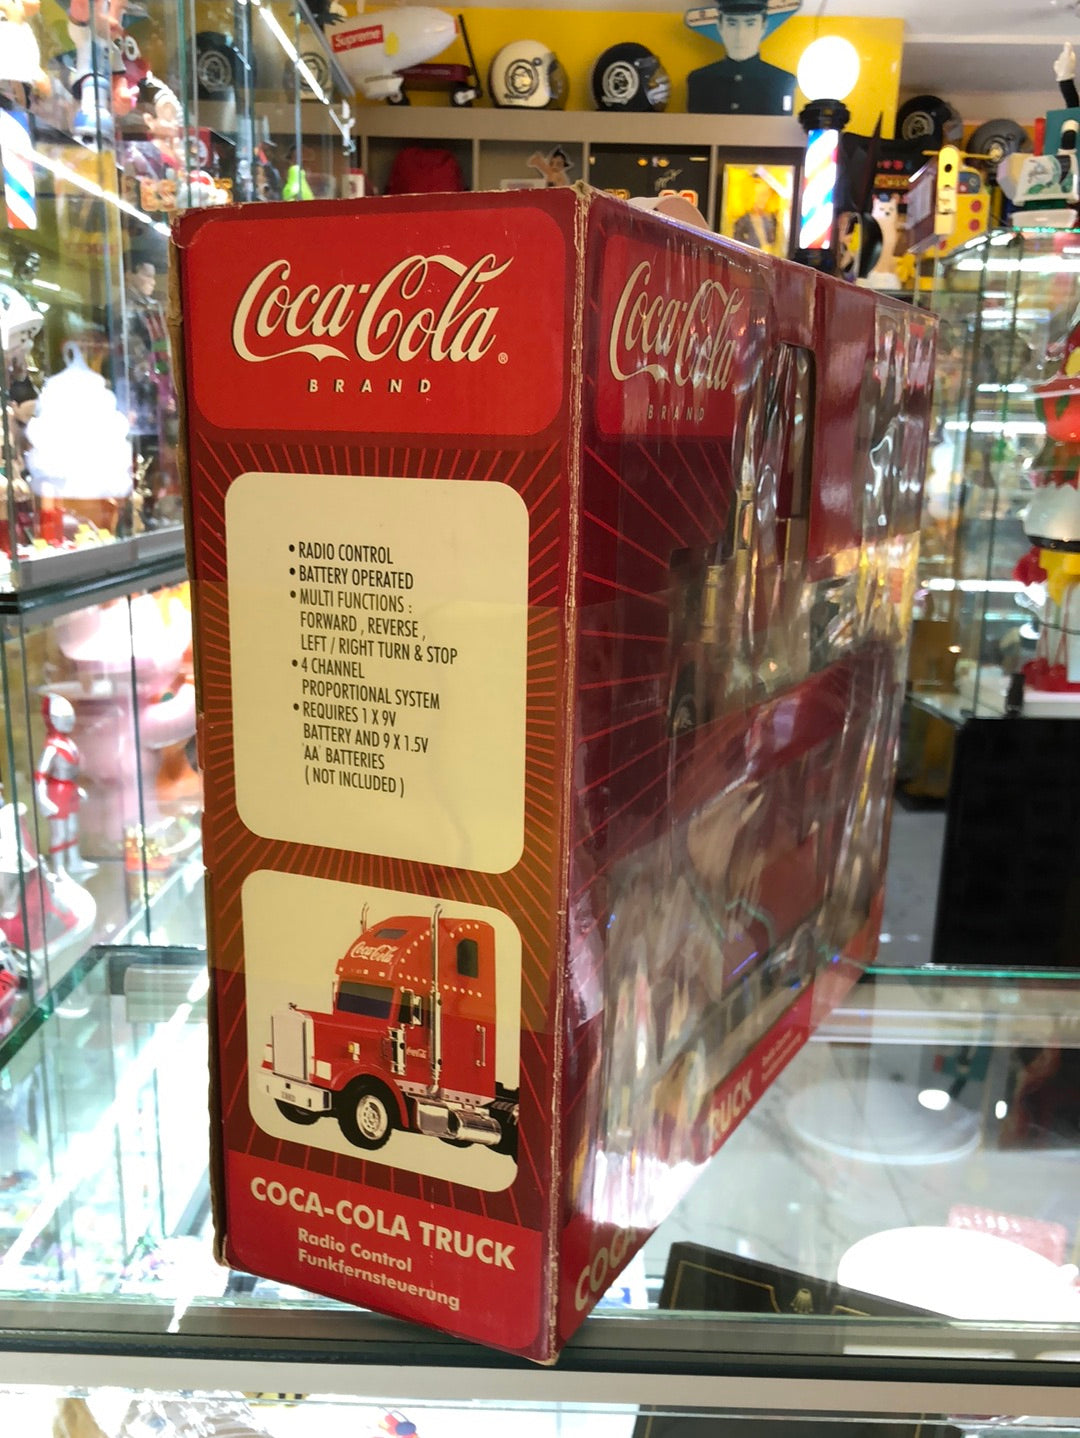 Supreme
Coca-Cola®
BRAND
Coca-Cola
BRAND
• RADIO CONTROL
• BATTERY OPERATED
• MULTI FUNCTIONS :
FORWARD , REVERSE ,
LEFT / RIGHT TURN & STOP
• 4 CHANNEL
PROPORTIONAL SYSTEM
• REQUIRES 1 X 9V
BATTERY AND 9 X 1.5V
'AA' BATTERIES
( NOT INCLUDED )
Coca-Cola
Coca-Cola
COCA-COLA TRUCK
Radio Control
Funkfernsteuerung